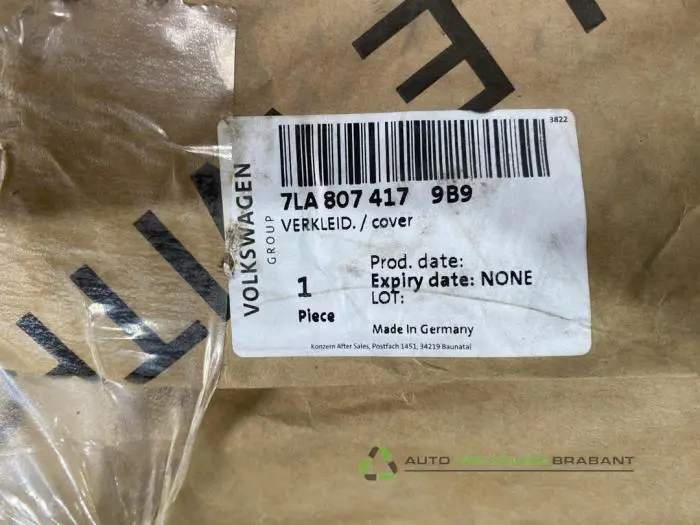 3822
VOLKSWAGEN
GROUP
7LA 807 417 9B9
VERKLEID. / cover
1
Piece
Prod. date:
Expiry date: NONE
LOT:
Made In Germany
Konzern After Sales, Postfach 1451, 34219 Baunatal
AUTO RECYCLING BRABANT